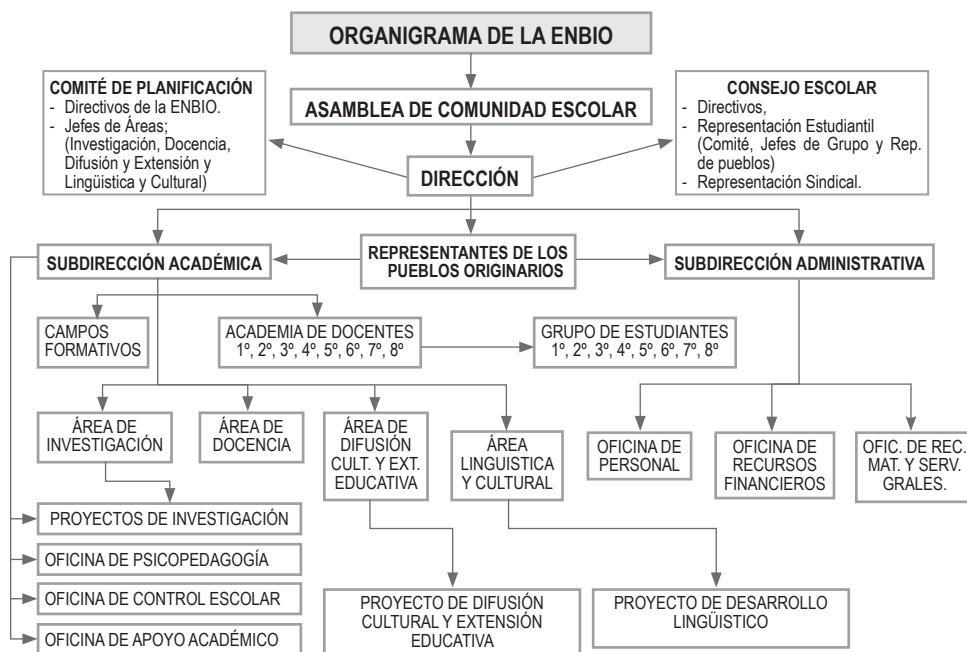 ORGANIGRAMA DE LA ENBIO
COMITÉ DE PLANIFICACIÓN
- Directivos de la ENBIO.
- Jefes de Áreas;
(Investigación, Docencia,
Difusión y Extensión y
Lingüistica y Cultural)
ASAMBLEA DE COMUNIDAD ESCOLAR
CONSEJO ESCOLAR
- Directivos,
- Representación Estudiantil
(Comité, Jefes de Grupo y Rep.
de pueblos)
- Representación Sindical.
DIRECCIÓN
SUBDIRECCIÓN ACADÉMICA
REPRESENTANTES DE LOS
PUEBLOS ORIGINARIOS
SUBDIRECCIÓN ADMINISTRATIVA
CAMPOS
FORMATIVOS
ACADEMIA DE DOCENTES
1º, 2º, 3º, 4º, 5º, 6º, 7º, 8º
GRUPO DE ESTUDIANTES
1º, 2º, 3º, 4º, 5º, 6º, 7º, 8º
ÁREA DE
INVESTIGACIÓN
ÁREA DE
DOCENCIA
ÁREA DE
DIFUSIÓN
CULT. Y EXT.
EDUCATIVA
ÁREA
LINGUISTICA
Y CULTURAL
OFICINA DE
PERSONAL
OFICINA DE
RECURSOS
FINANCIEROS
OFIC. DE REC.
MAT. Y SERV.
GRALES.
PROYECTOS DE INVESTIGACIÓN
OFICINA DE PSICOPEDAGOGÍA
OFICINA DE CONTROL ESCOLAR
OFICINA DE APOYO ACADÉMICO
PROYECTO DE DIFUSIÓN
CULTURAL Y EXTENSIÓN
EDUCATIVA
PROYECTO DE DESARROLLO
LINGÜISTICO